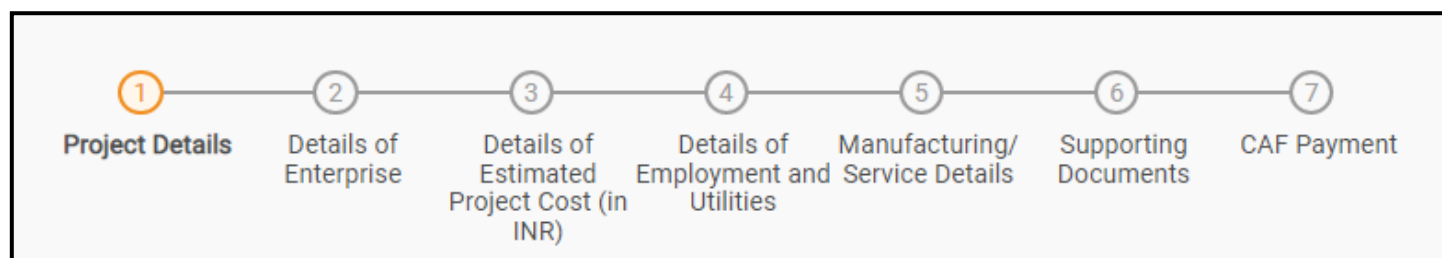 1 2 3 4 5 6 7
Project Details
Details of
Enterprise
Details of
Estimated
Project Cost (in
INR)
Details of
Employment and
Utilities
Manufacturing/
Service Details
Supporting
Documents
CAF Payment